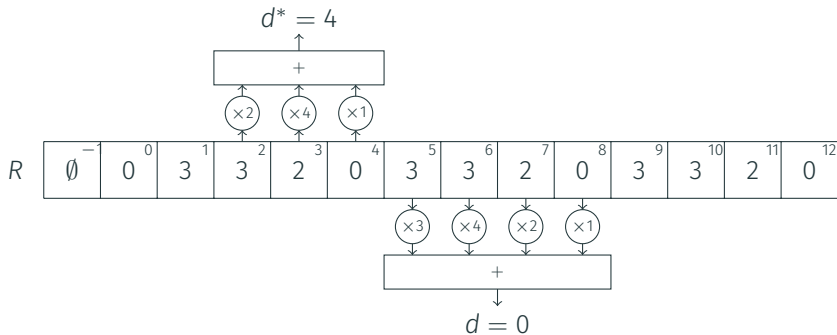 d* = 4
+
×2 ×4 ×1
R ∅ -1 0 0 3 1 3 2 2 3 0 4 3 5 3 6 2 7 0 8 3 9 3 10 2 11 0 12
×3 ×4 ×2 ×1
+
d = 0